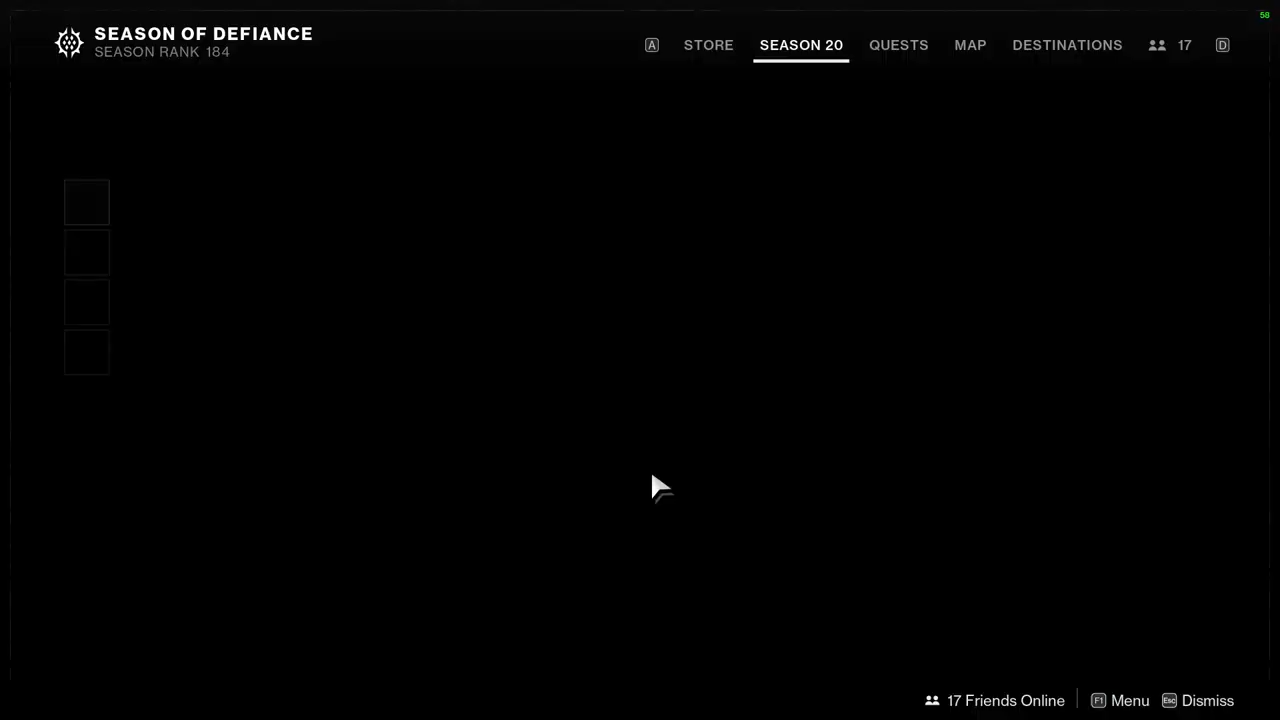 58
SEASON OF DEFIANCE
SEASON RANK 184
A STORE SEASON 20 QUESTS MAP DESTINATIONS 17 D
17 Friends Online F1 Menu Esc Dismiss